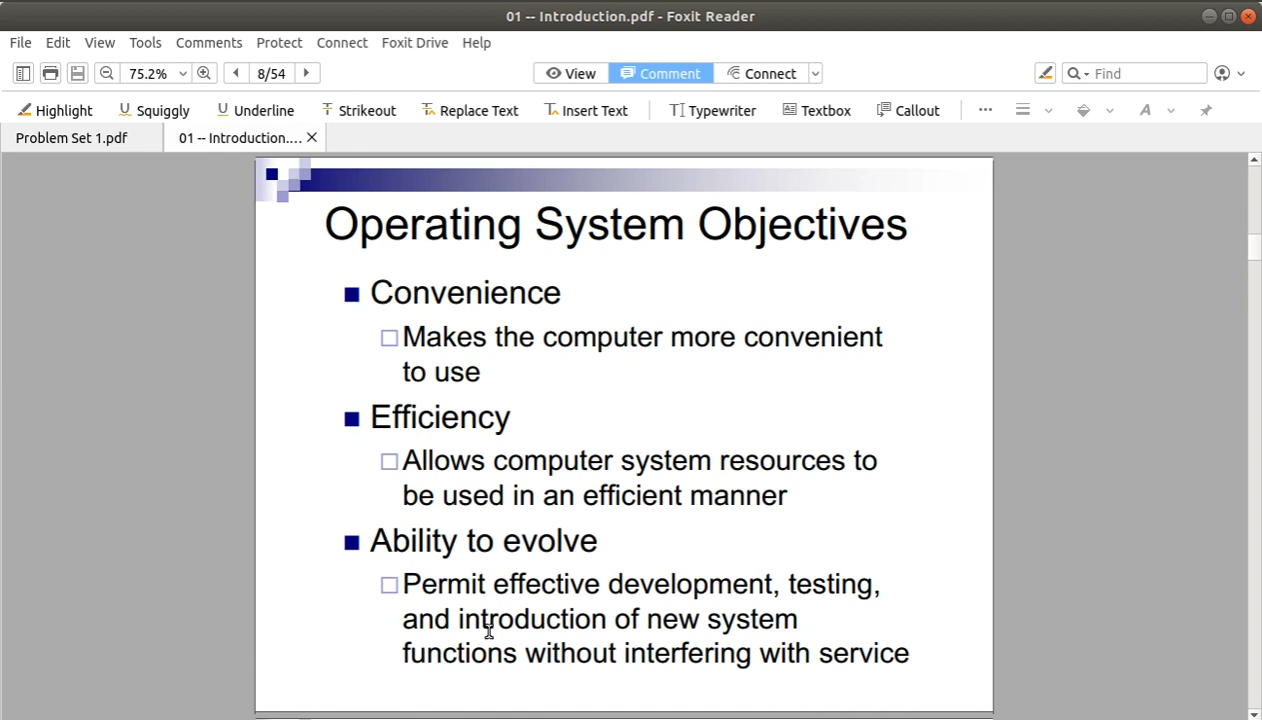 01 -- Introduction.pdf - Foxit Reader
File Edit View Tools Comments Protect Connect Foxit Drive Help
75.2% 8/54 View Comment Connect Find
Highlight Squiggly Underline Strikeout Replace Text Insert Text Typewriter Textbox Callout ...
Problem Set 1.pdf 01 -- Introduction....
Operating System Objectives
Convenience
Makes the computer more convenient
to use
Efficiency
Allows computer system resources to
be used in an efficient manner
Ability to evolve
Permit effective development, testing,
and introduction of new system
functions without interfering with service